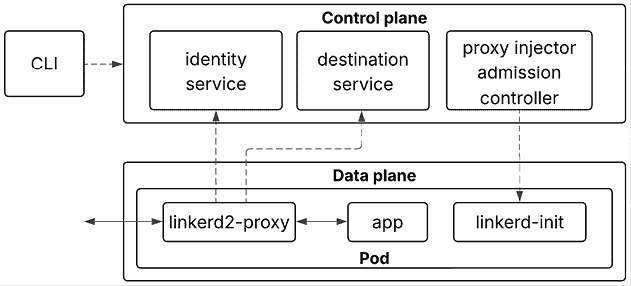 Control plane
CLI
identity
service
destination
service
proxy injector
admission
controller
Data plane
linkerd2-proxy
app
linkerd-init
Pod